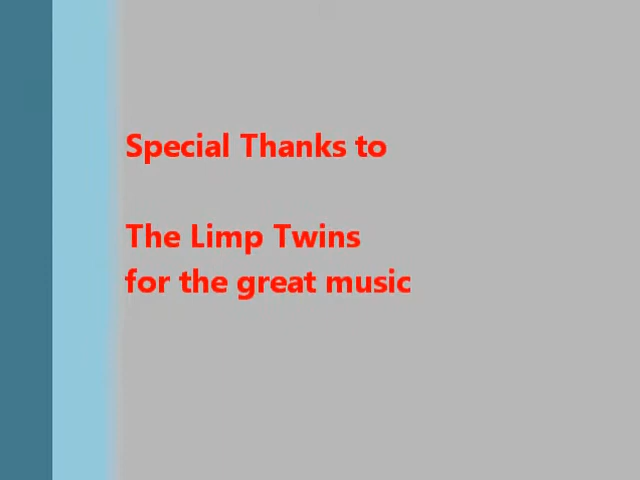 Special Thanks to
The Limp Twins
for the great music